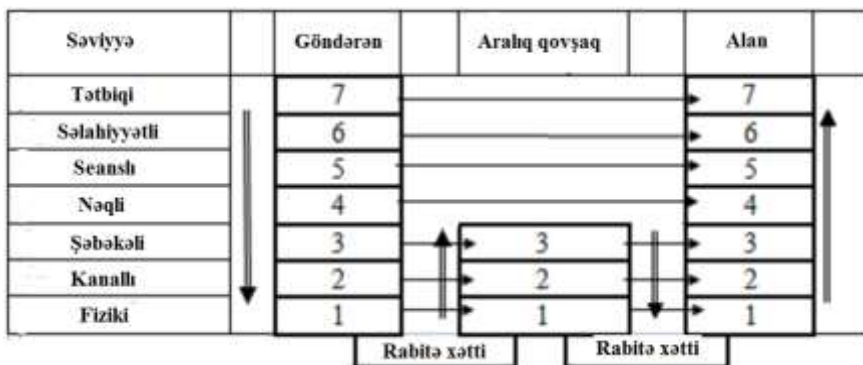 Səviyyə Göndərən Aralıq qovşaq Alan
Tətbiqi 7 7
Səlahiyyətli 6 6
Seanslı 5 5
Nəqli 4 4
Şəbəkəli 3 3 3
Kanallı 2 2 2
Fiziki 1 1 1
Rabitə xətti Rabitə xətti